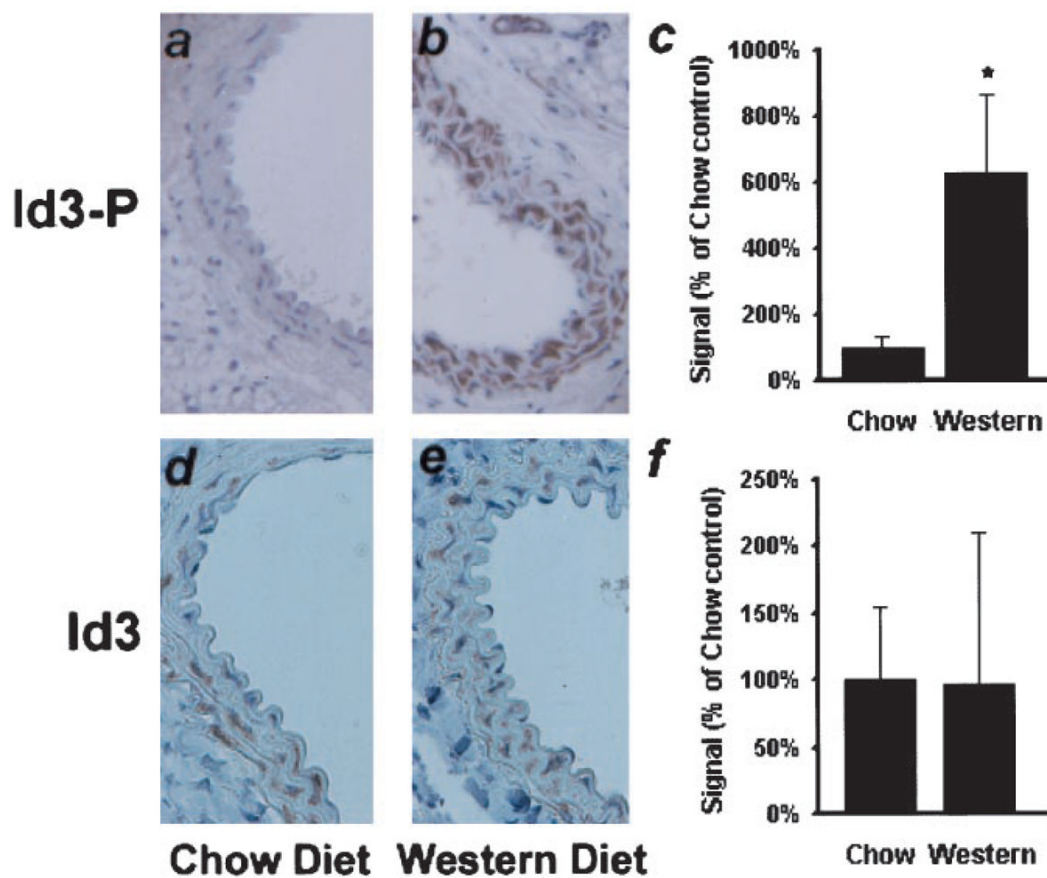 a
b
c
Id3-P
Signal (% of Chow control)
1000%
800%
600%
400%
200%
0%
*
Chow Western
d
e
f
Id3
Signal (% of Chow control)
250%
200%
150%
100%
50%
0%
Chow Western
Chow Diet Western Diet